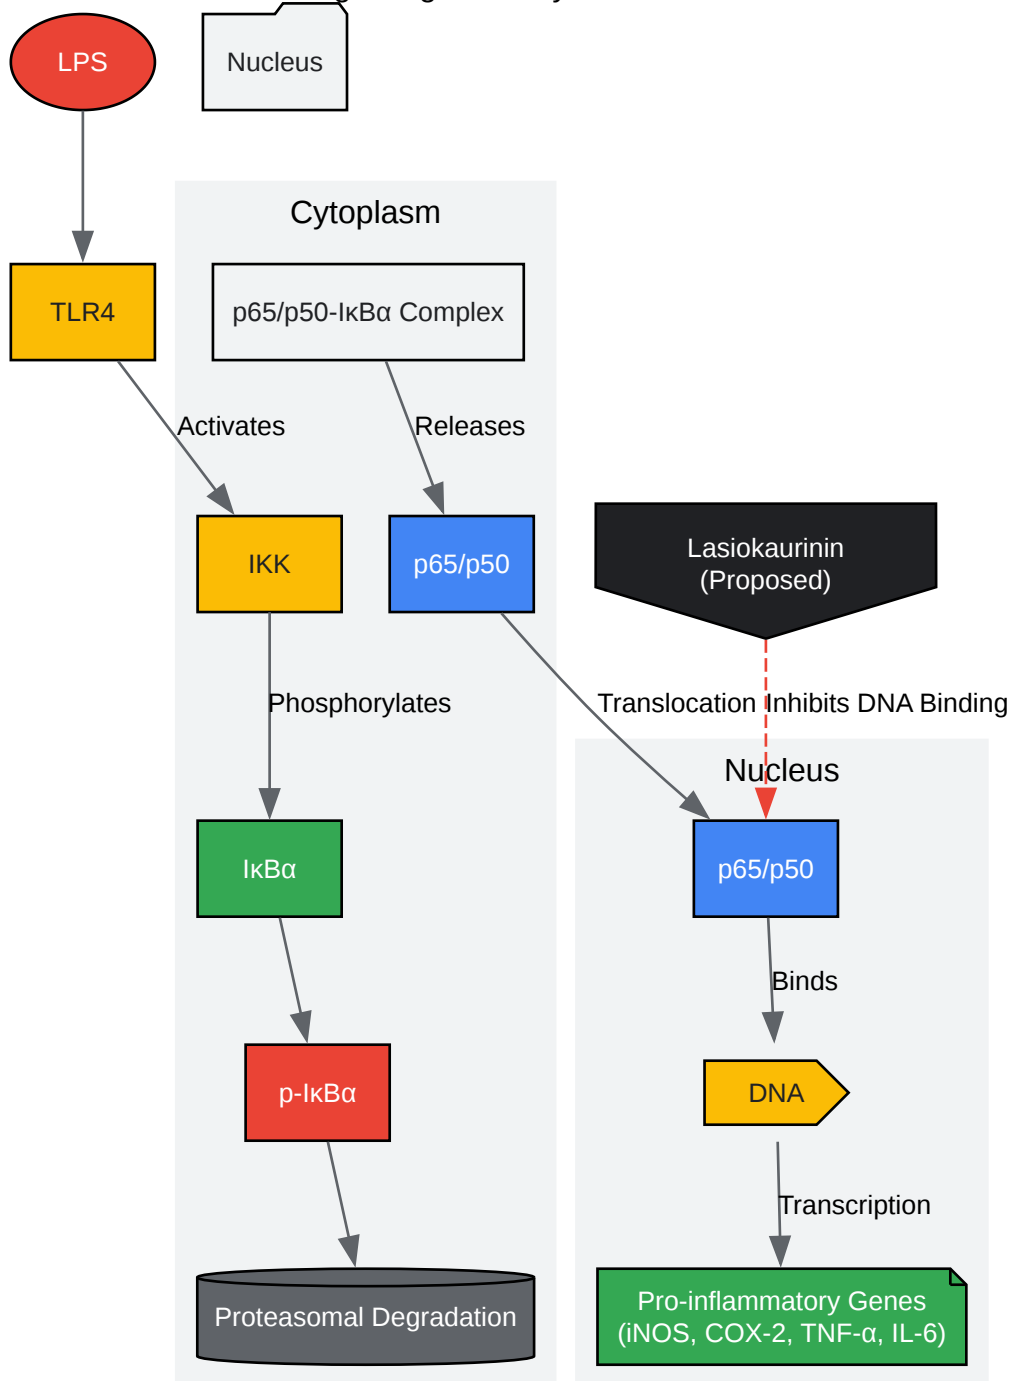 LPS
Nucleus
Cytoplasm
TLR4
p65/p50-IκBα Complex
Activates
Releases
IKK
p65/p50
Lasiokaurinin
(Proposed)
Phosphorylates
Translocation
Inhibits DNA Binding
Nucleus
IκBα
p65/p50
Binds
p-IκBα
DNA
Transcription
Proteasomal Degradation
Pro-inflammatory Genes
(iNOS, COX-2, TNF-α, IL-6)